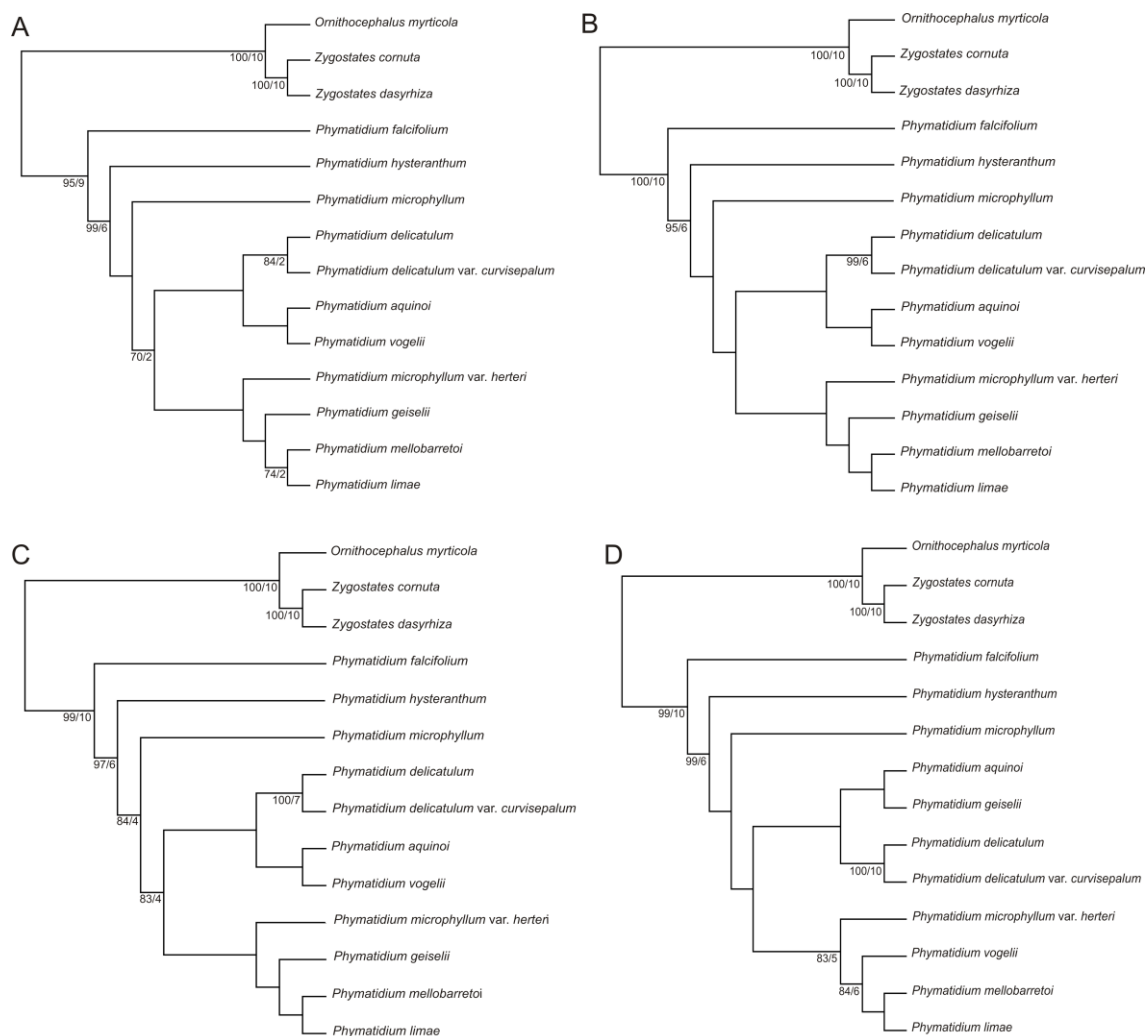 A
Ornithocephalus myrticola
100/10
Zygostates cornuta
100/10
Zygostates dasyrhiza
Phymatidium falcifolium
95/9
Phymatidium hysteranthum
99/6
Phymatidium microphyllum
Phymatidium delicatulum
84/2
Phymatidium delicatulum var. curvisepalum
Phymatidium aquinoi
Phymatidium vogelii
70/2
Phymatidium microphyllum var. herteri
Phymatidium geiselii
Phymatidium mellobarretoi
74/2
Phymatidium limae
B
Ornithocephalus myrticola
100/10
Zygostates cornuta
100/10
Zygostates dasyrhiza
Phymatidium falcifolium
100/10
Phymatidium hysteranthum
95/6
Phymatidium microphyllum
Phymatidium delicatulum
99/6
Phymatidium delicatulum var. curvisepalum
Phymatidium aquinoi
Phymatidium vogelii
Phymatidium microphyllum var. herteri
Phymatidium geiselii
Phymatidium mellobarretoi
Phymatidium limae
C
Ornithocephalus myrticola
100/10
Zygostates cornuta
100/10
Zygostates dasyrhiza
Phymatidium falcifolium
99/10
Phymatidium hysteranthum
97/6
Phymatidium microphyllum
Phymatidium delicatulum
100/7
Phymatidium delicatulum var. curvisepalum
84/4
Phymatidium aquinoi
Phymatidium vogelii
83/4
Phymatidium microphyllum var. herteri
Phymatidium geiselii
Phymatidium mellobarretoi
Phymatidium limae
D
Ornithocephalus myrticola
100/10
Zygostates cornuta
100/10
Zygostates dasyrhiza
Phymatidium falcifolium
99/10
Phymatidium hysteranthum
99/6
Phymatidium microphyllum
Phymatidium aquinoi
Phymatidium geiselii
Phymatidium delicatulum
100/10
Phymatidium delicatulum var. curvisepalum
Phymatidium microphyllum var. herteri
83/5
Phymatidium vogelii
84/6
Phymatidium mellobarretoi
Phymatidium limae